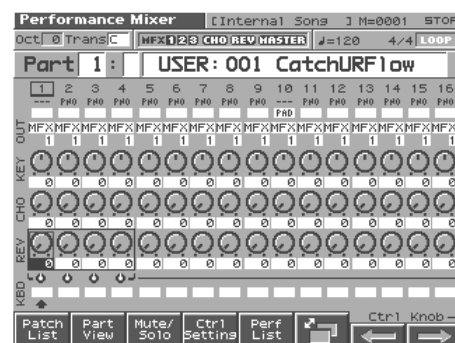 Performance Mixer [Internal Song ] M=0001 STOP
Oct 0 Trans C MFX 1 2 3 CHO REV MASTER ♩=120 4/4 LOOP
Part 1: USER:001 CatchURFlow
1 2 3 4 5 6 7 8 9 10 11 12 13 14 15 16
--- PNO PNO PNO PNO PNO PNO PNO PNO --- PNO PNO PNO PNO PNO PNO
PAD
OUT MFX MFX MFX MFX MFX MFX MFX MFX MFX MFX MFX MFX MFX MFX MFX MFX
1 1 1 1 1 1 1 1 1 1 1 1 1 1 1 1
KEY
0 0 0 0 0 0 0 0 0 0 0 0 0 0 0 0
CHO
0 0 0 0 0 0 0 0 0 0 0 0 0 0 0 0
REV
0 0 0 0 0 0 0 0 0 0 0 0 0 0 0 0
KBD
Ctrl Knob
Patch List Part View Mute/Solo Ctrl Setting Perf List